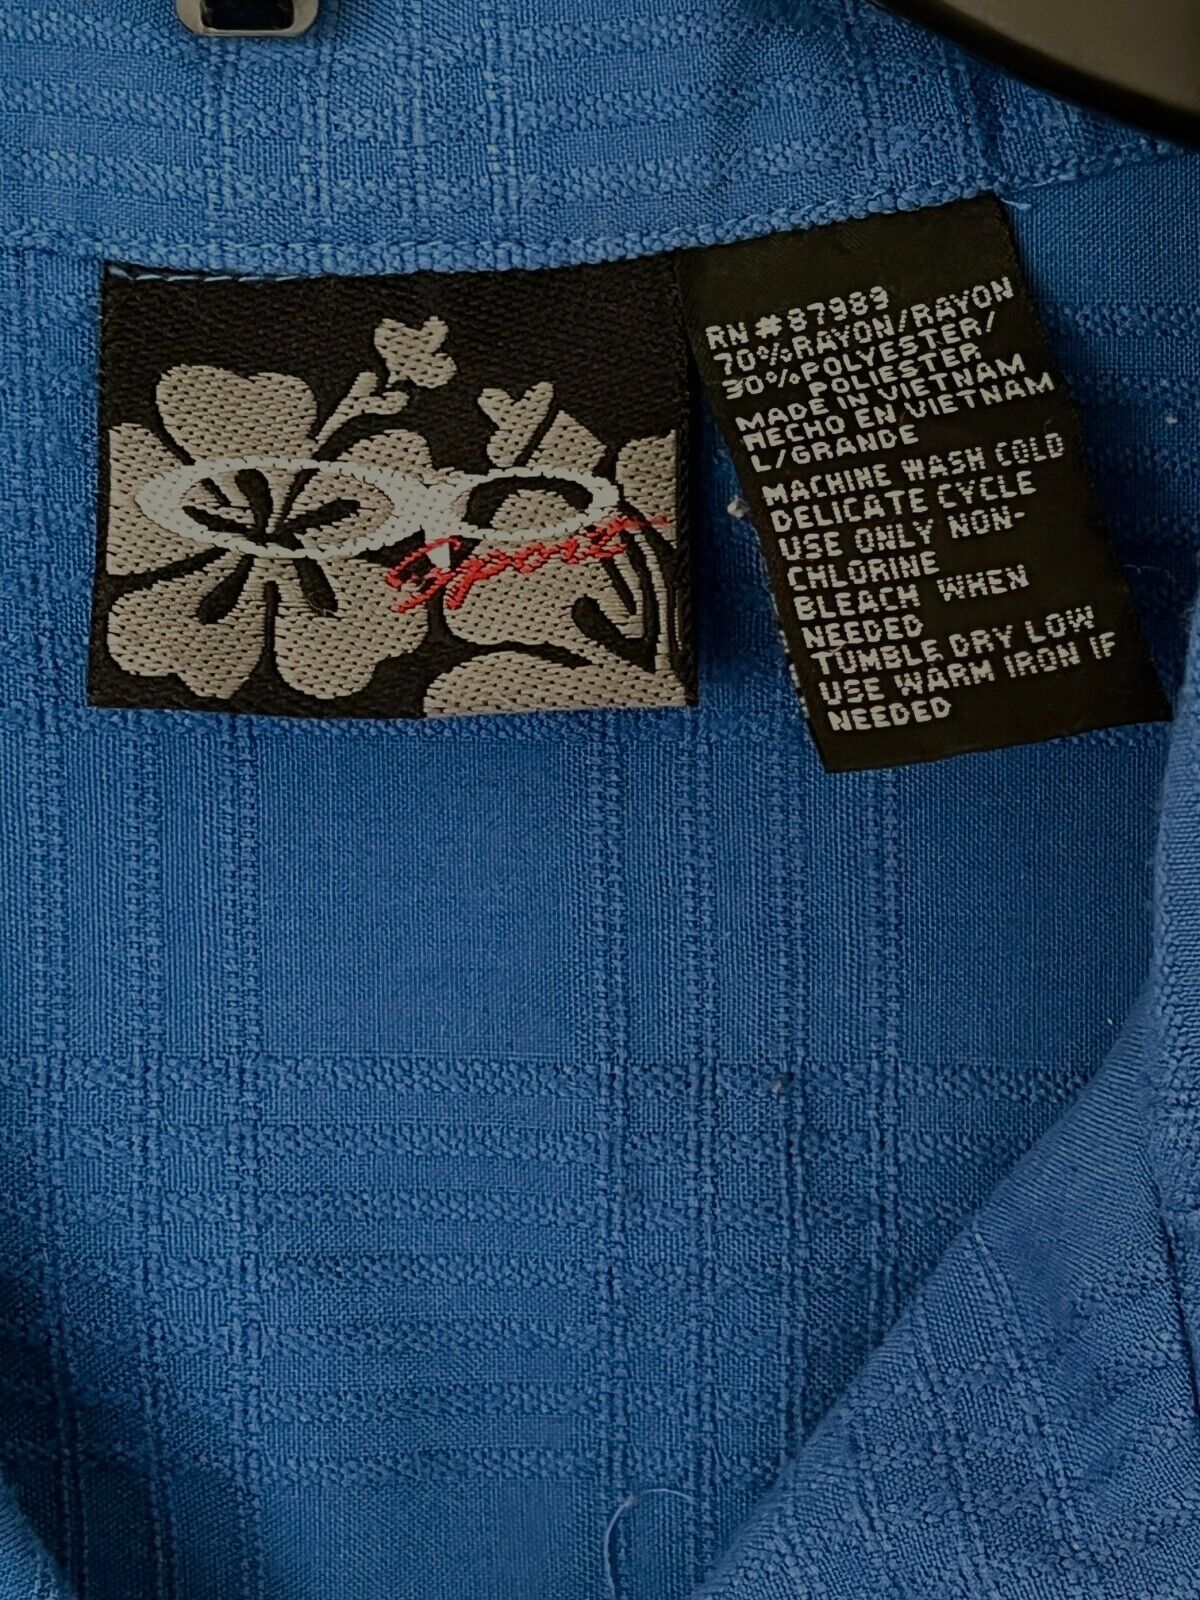 Sport
RN #87989
70%RAYON/RAYON
30%POLYESTER/
POLIESTER
MADE IN VIETNAM
HECHO EN VIETNAM
L/GRANDE
MACHINE WASH COLD
DELICATE CYCLE
USE ONLY NON-
CHLORINE
BLEACH WHEN
NEEDED
TUMBLE DRY LOW
USE WARM IRON IF
NEEDED